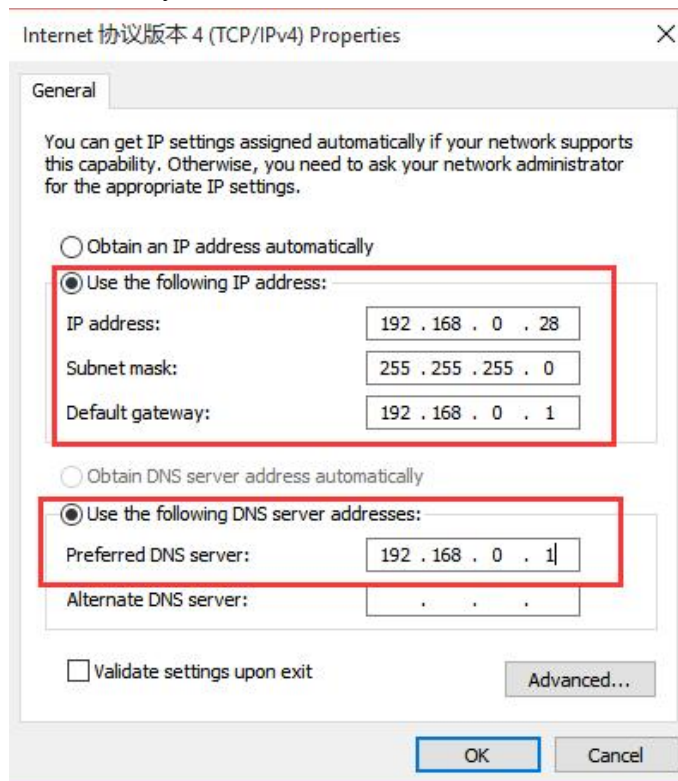 Internet 协议版本 4 (TCP/IPv4) Properties
General
You can get IP settings assigned automatically if your network supports
this capability. Otherwise, you need to ask your network administrator
for the appropriate IP settings.
Obtain an IP address automatically
Use the following IP address:
IP address: 192 . 168 . 0 . 28
Subnet mask: 255 . 255 . 255 . 0
Default gateway: 192 . 168 . 0 . 1
Obtain DNS server address automatically
Use the following DNS server addresses:
Preferred DNS server: 192 . 168 . 0 . 1
Alternate DNS server: . . .
Validate settings upon exit
Advanced...
OK Cancel